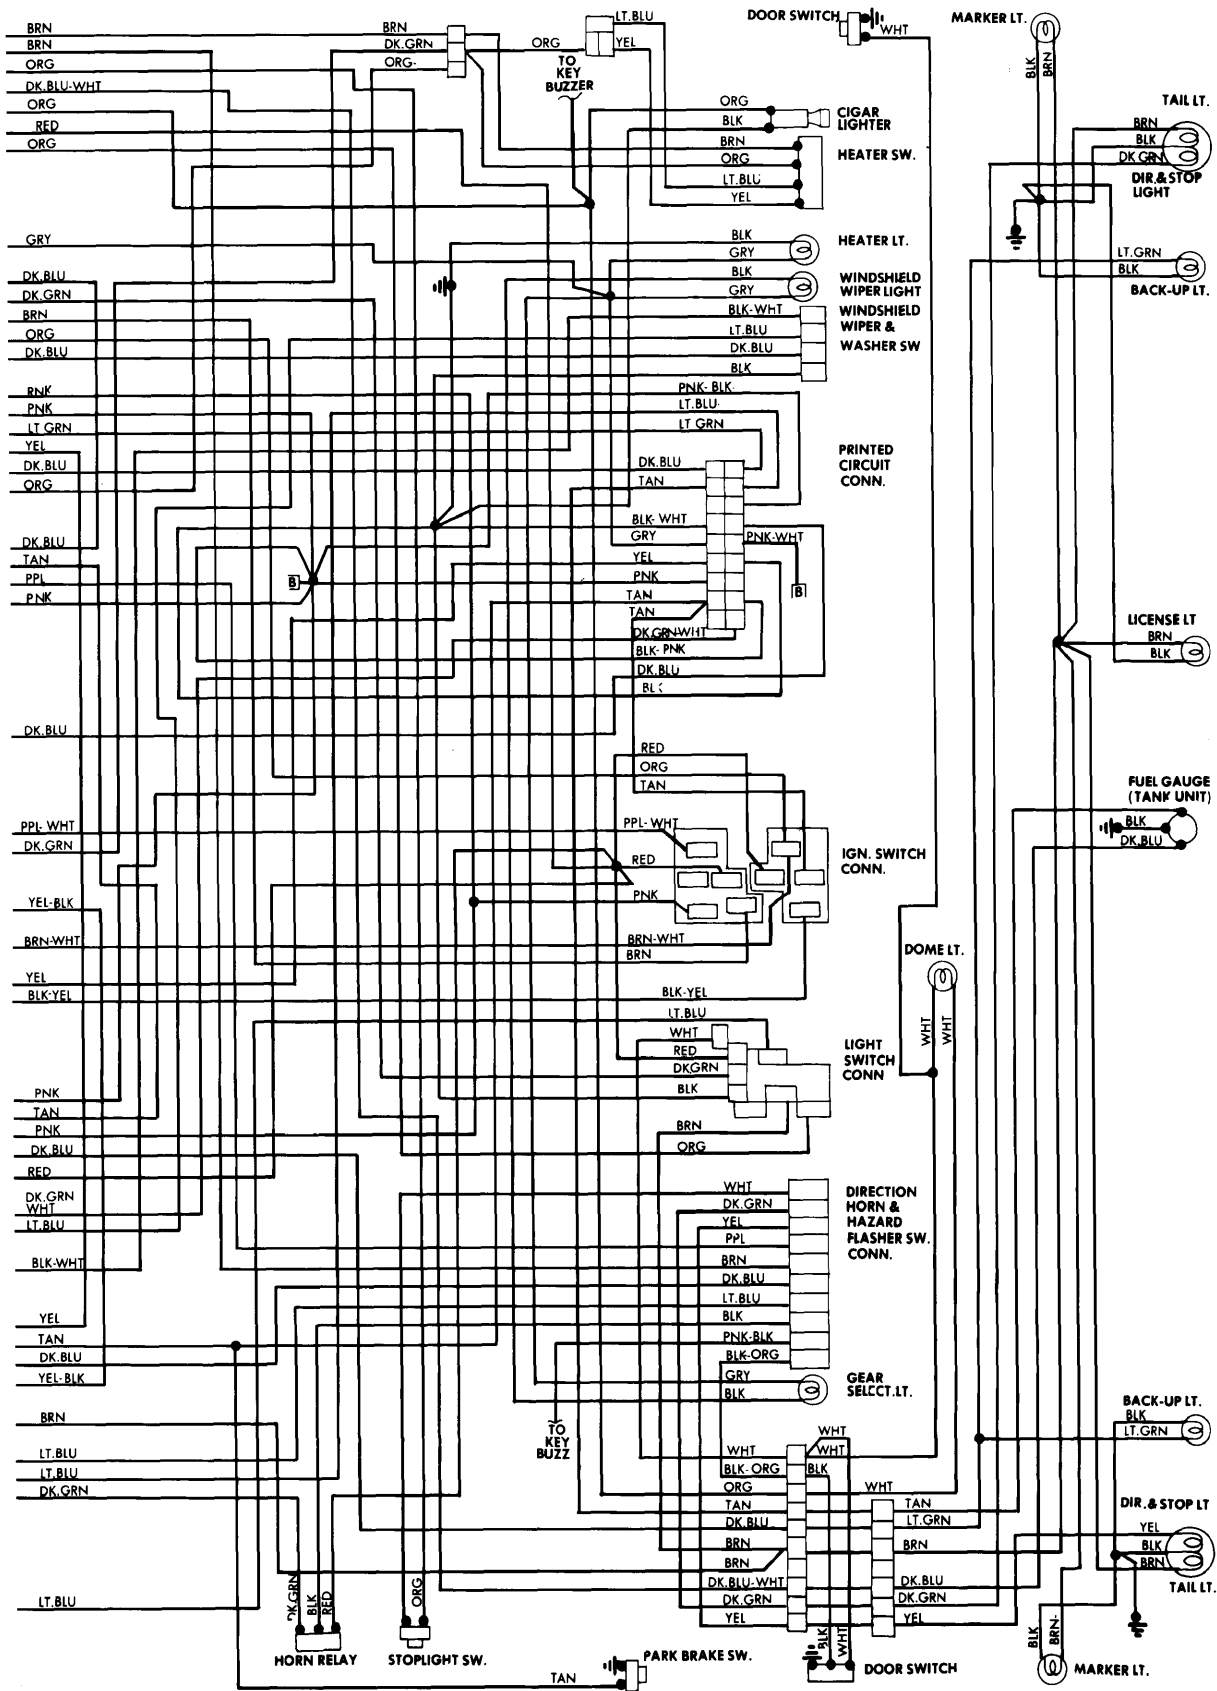 BRN
BRN
ORG
DK.BLU-WHT
ORG
RED
ORG
GRY
DK.BLU
DK.GRN
BRN
ORG
DK.BLU
PNK
PNK
LT GRN
YEL
DK.BLU
ORG
DK.BLU
TAN
PPL
PNK
DK.BLU
PPL-WHT
DK.GRN
YEL-BLK
BRN-WHT
YEL
BLK-YEL
PNK
TAN
PNK
DK.BLU
RED
DK.GRN
WHT
LT.BLU
BLK-WHT
YEL
TAN
DK.BLU
YEL-BLK
BRN
LT.BLU
LT.BLU
DK.GRN
LT.BLU
BRN
DK.GRN
ORG-
ORG
LT.BLU
YEL
TO
KEY
BUZZER
DOOR SWITCH
WHT
ORG
BLK
CIGAR
LIGHTER
BRN
ORG
LT.BLU
YEL
HEATER SW.
BLK
GRY
HEATER LT.
BLK
GRY
WINDSHIELD
WIPER LIGHT
BLK-WHT
LT.BLU
DK.BLU
BLK
WINDSHIELD
WIPER &
WASHER SW
PNK-BLK
LT.BLU
LT GRN
DK.BLU
TAN
BLK-WHT
GRY
PNK-WHT
YEL
PNK
TAN
TAN
DK.GRN-WHT
BLK-PNK
DK.BLU
B
B
PRINTED
CIRCUIT
CONN.
RED
ORG
TAN
PPL-WHT
RED
PNK
BRN-WHT
BRN
BLK-YEL
IGN. SWITCH
CONN.
LT.BLU
WHT
RED
DK.GRN
BLK
BRN
ORG
LIGHT
SWITCH
CONN
WHT
DK.GRN
YEL
PPL
BRN
DK.BLU
LT.BLU
BLK
PNK-BLK
BLK-ORG
DIRECTION
HORN &
HAZARD
FLASHER SW.
CONN.
GRY
BLK
GEAR
SELECT.LT.
TO
KEY
BUZZ
WHT
WHT
WHT
BLK-ORG
BLK
ORG
WHT
TAN
DK.BLU
BRN
BRN
DK.BLU-WHT
DK.GRN
YEL
TAN
LT.GRN
BRN
DK.BLU
DK.GRN
YEL
DK.GRN
BLK
RED
HORN RELAY
ORG
STOPLIGHT SW.
TAN
PARK BRAKE SW.
BLK
WHT
DOOR SWITCH
DOME LT.
WHT
WHT
MARKER LT.
BLK
BRN
TAIL LT.
BRN
BLK
DK GRN
DIR.& STOP
LIGHT
LT.GRN
BLK
BACK-UP LT.
LICENSE LT
BRN
BLK
FUEL GAUGE
(TANK UNIT)
BLK
DK.BLU
BACK-UP LT.
BLK
LT.GRN
DIR.& STOP LT
YEL
BLK
BRN
TAIL LT.
BLK
BRN-
MARKER LT.